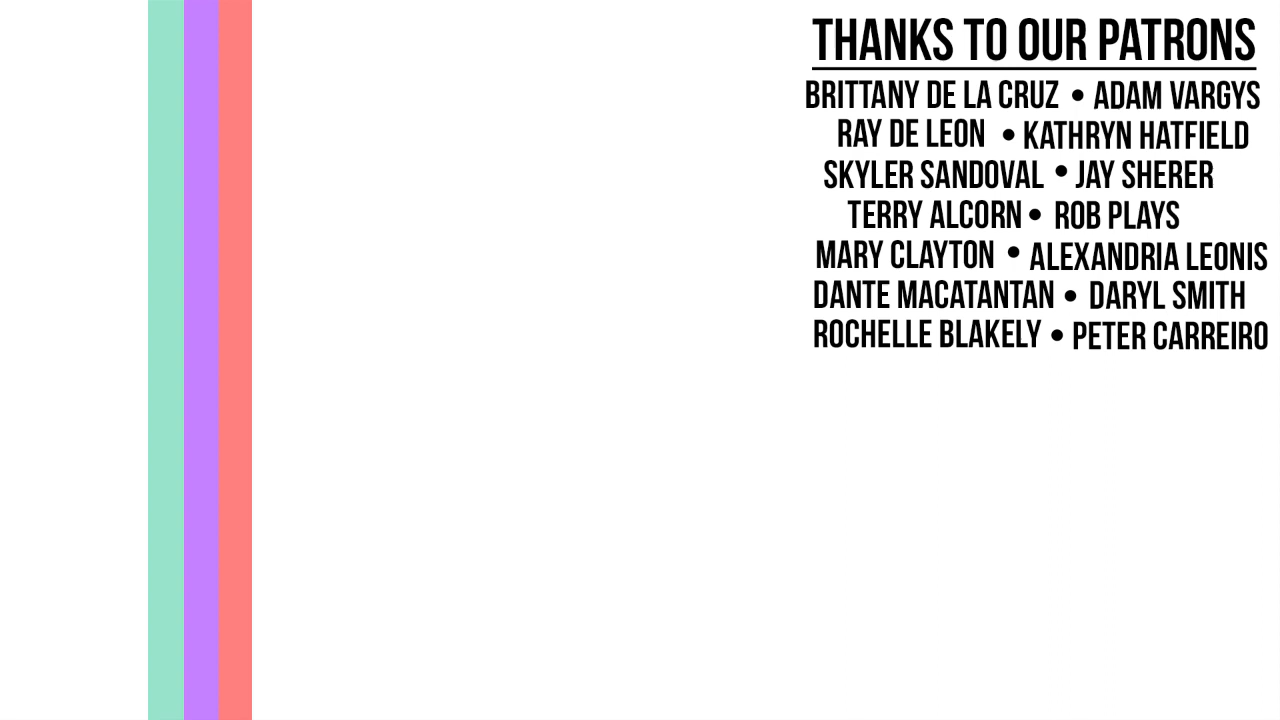 THANKS TO OUR PATRONS
BRITTANY DE LA CRUZ • ADAM VARGYS
RAY DE LEON • KATHRYN HATFIELD
SKYLER SANDOVAL • JAY SHERER
TERRY ALCORN • ROB PLAYS
MARY CLAYTON • ALEXANDRIA LEONIS
DANTE MACATANTAN • DARYL SMITH
ROCHELLE BLAKELY • PETER CARREIRO